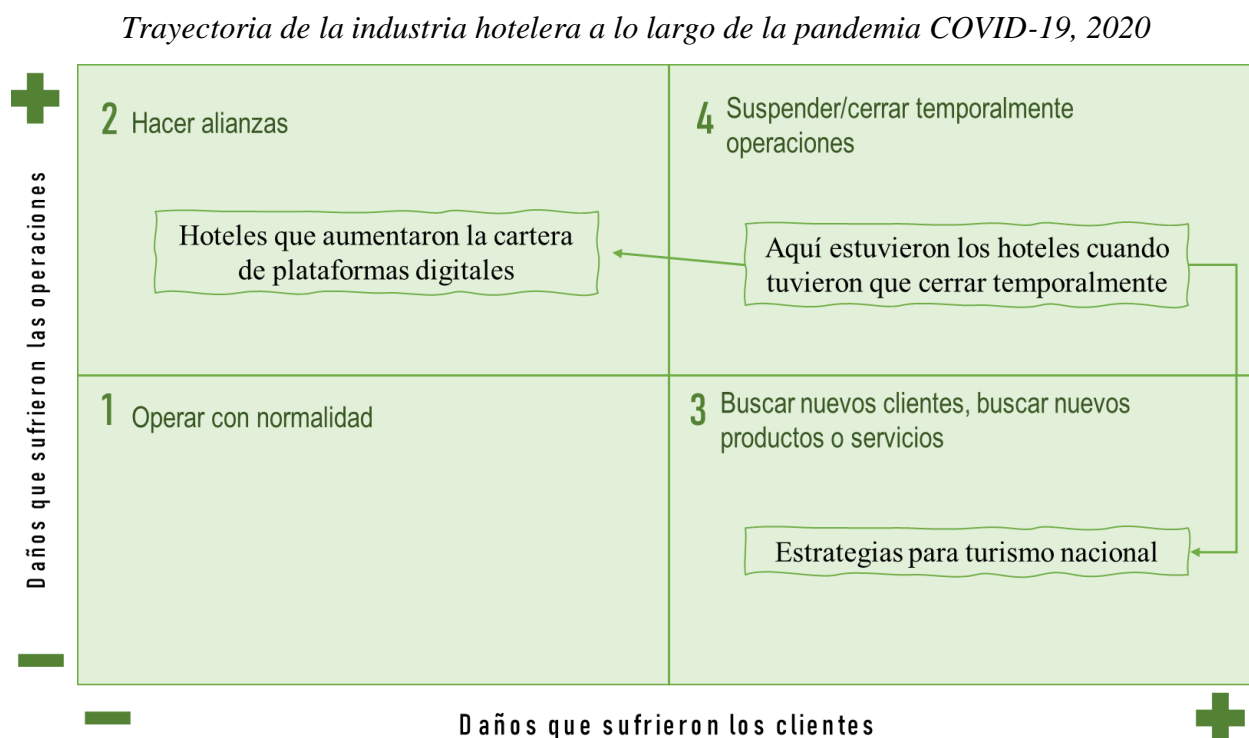 Trayectoria de la industria hotelera a lo largo de la pandemia COVID-19, 2020
Daños que sufrieron las operaciones
2 Hacer alianzas
Hoteles que aumentaron la cartera
de plataformas digitales
4 Suspender/cerrar temporalmente
operaciones
Aquí estuvieron los hoteles cuando
tuvieron que cerrar temporalmente
1 Operar con normalidad
3 Buscar nuevos clientes, buscar nuevos
productos o servicios
Estrategias para turismo nacional
Daños que sufrieron los clientes